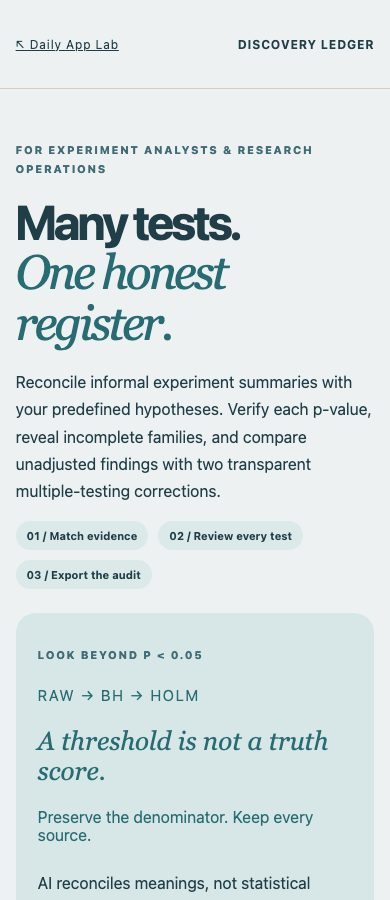 ↖ Daily App Lab
DISCOVERY LEDGER
FOR EXPERIMENT ANALYSTS & RESEARCH
OPERATIONS
Many tests.
One honest
register.
Reconcile informal experiment summaries with
your predefined hypotheses. Verify each p-value,
reveal incomplete families, and compare
unadjusted findings with two transparent
multiple-testing corrections.
01 / Match evidence
02 / Review every test
03 / Export the audit
LOOK BEYOND P < 0.05
RAW → BH → HOLM
A threshold is not a truth
score.
Preserve the denominator. Keep every
source.
AI reconciles meanings, not statistical